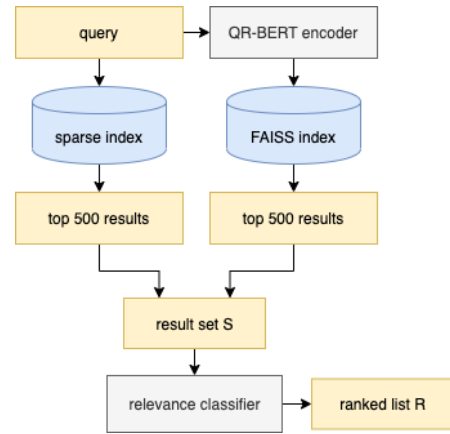 query
QR-BERT encoder
sparse index
FAISS index
top 500 results
top 500 results
result set S
relevance classifier
ranked list R